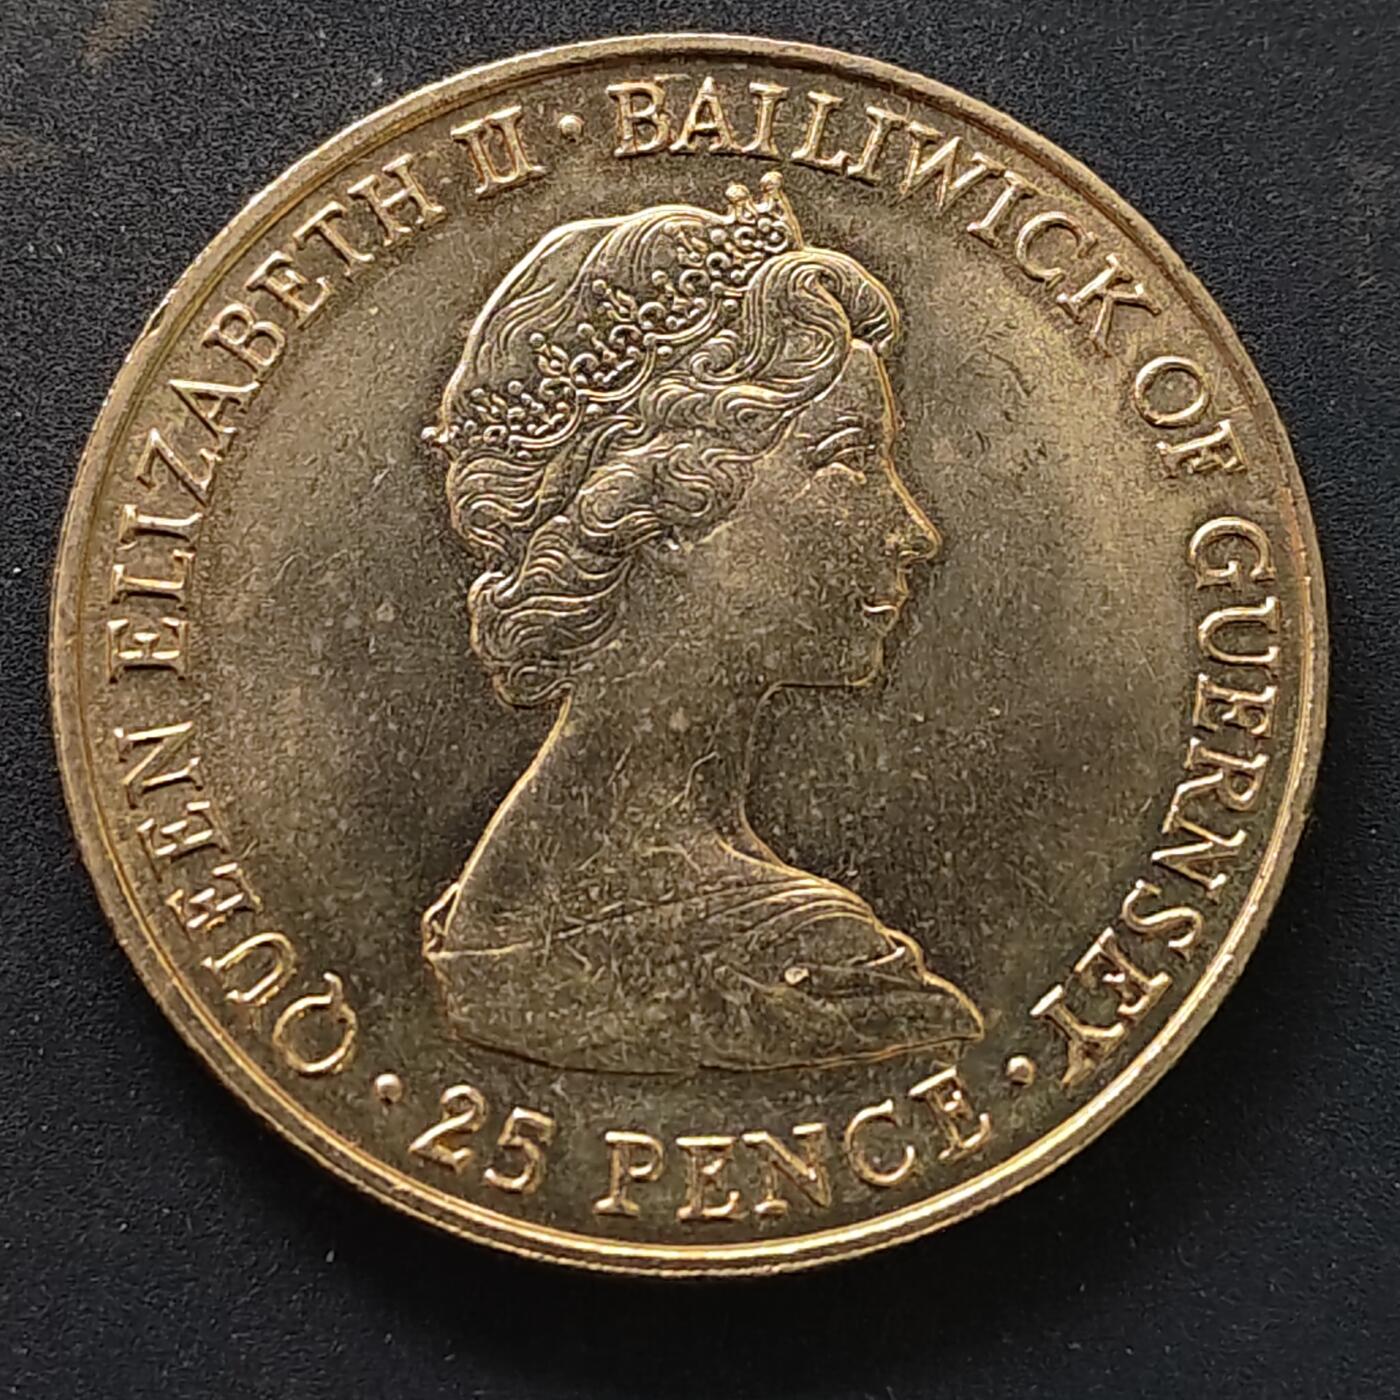 QUEEN ELIZABETH II · BAILIWICK OF GUERNSEY
· 25 PENCE ·